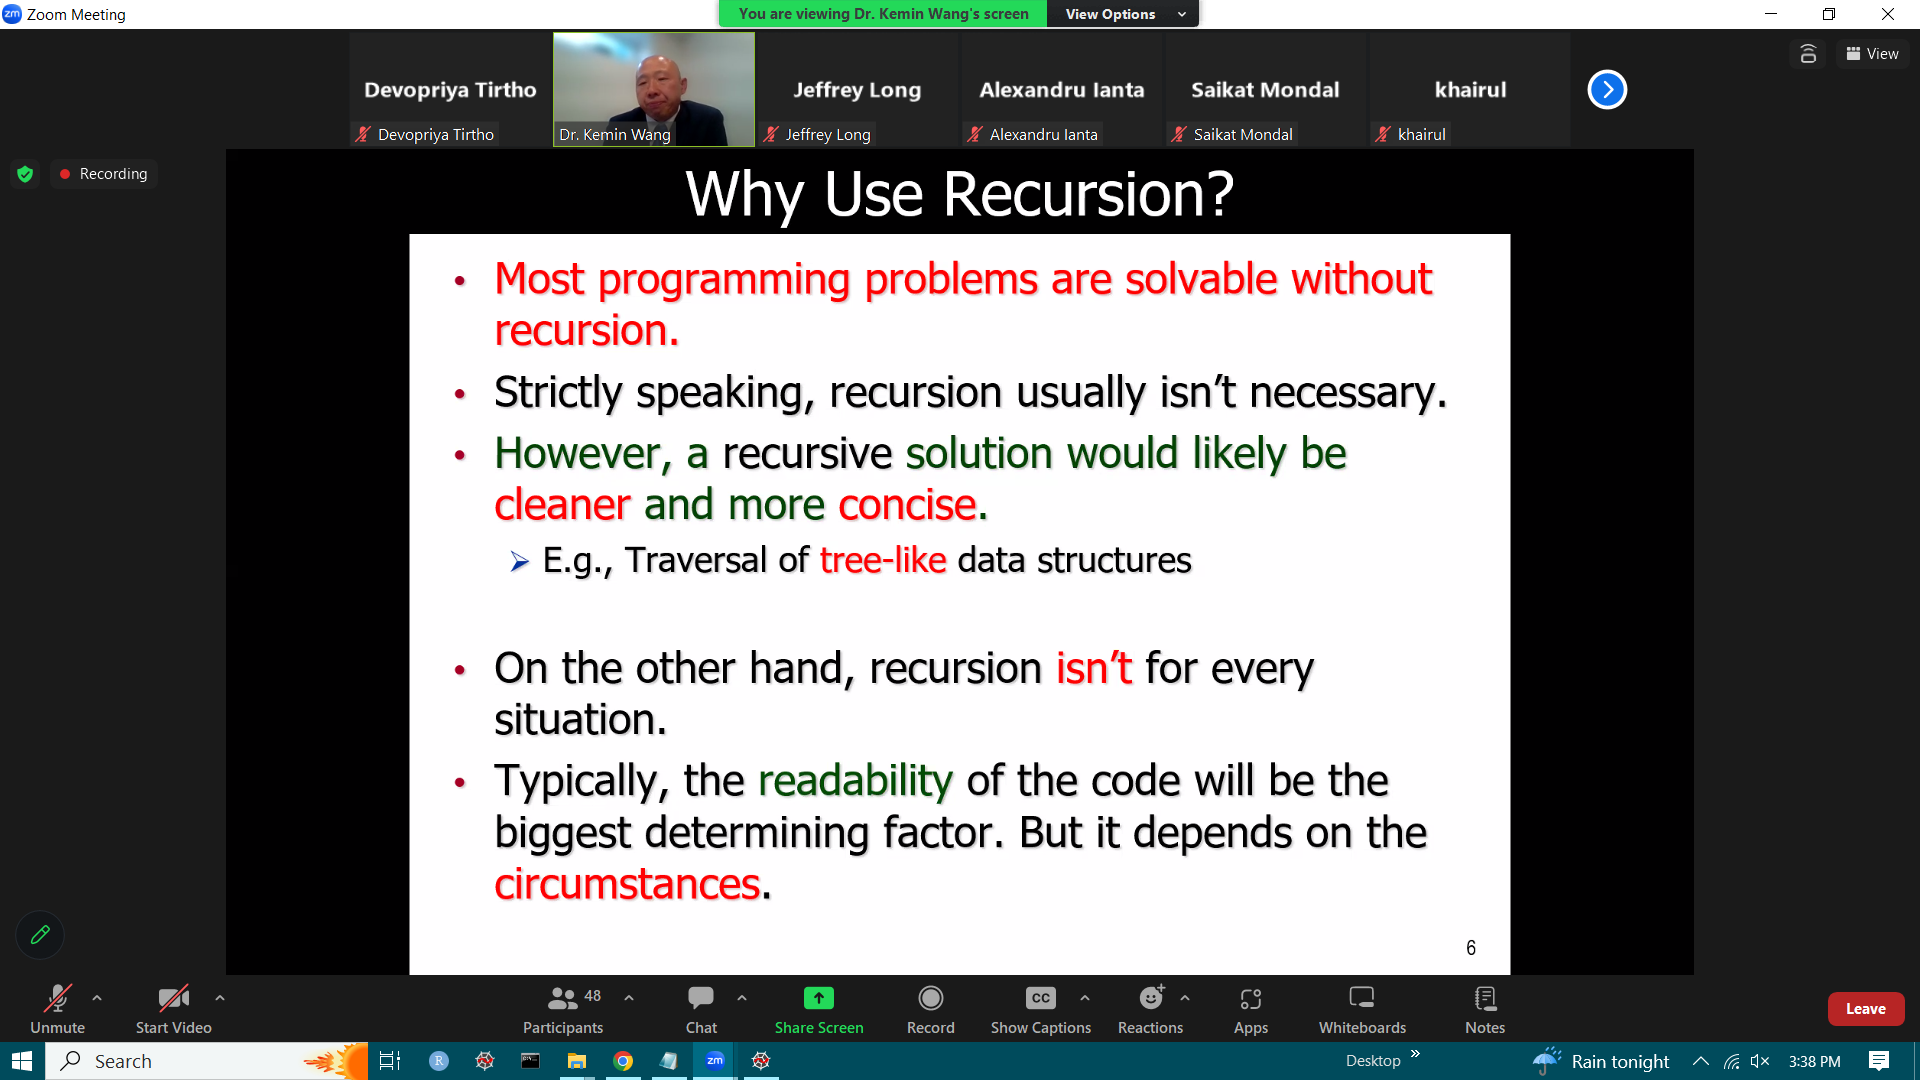 Zoom Meeting
You are viewing Dr. Kemin Wang's screen
View Options
View
Devopriya Tirtho
Jeffrey Long
Alexandru Ianta
Saikat Mondal
khairul
Devopriya Tirtho
Dr. Kemin Wang
Jeffrey Long
Alexandru Ianta
Saikat Mondal
khairul
Recording
Why Use Recursion?
• Most programming problems are solvable without
recursion.
• Strictly speaking, recursion usually isn’t necessary.
• However, a recursive solution would likely be
cleaner and more concise.
➢ E.g., Traversal of tree-like data structures
• On the other hand, recursion isn’t for every
situation.
• Typically, the readability of the code will be the
biggest determining factor. But it depends on the
circumstances.
6
48
CC
Unmute
Start Video
Participants
Chat
Share Screen
Record
Show Captions
Reactions
Apps
Whiteboards
Notes
Leave
Search
R
zm
Desktop »
Rain tonight
3:38 PM